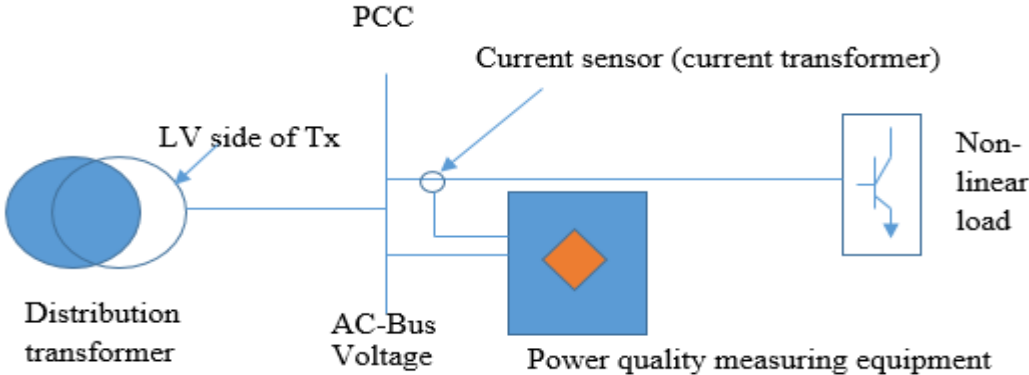 PCC
Current sensor (current transformer)
LV side of Tx
Non-
linear
load
Distribution
transformer
AC-Bus
Voltage
Power quality measuring equipment